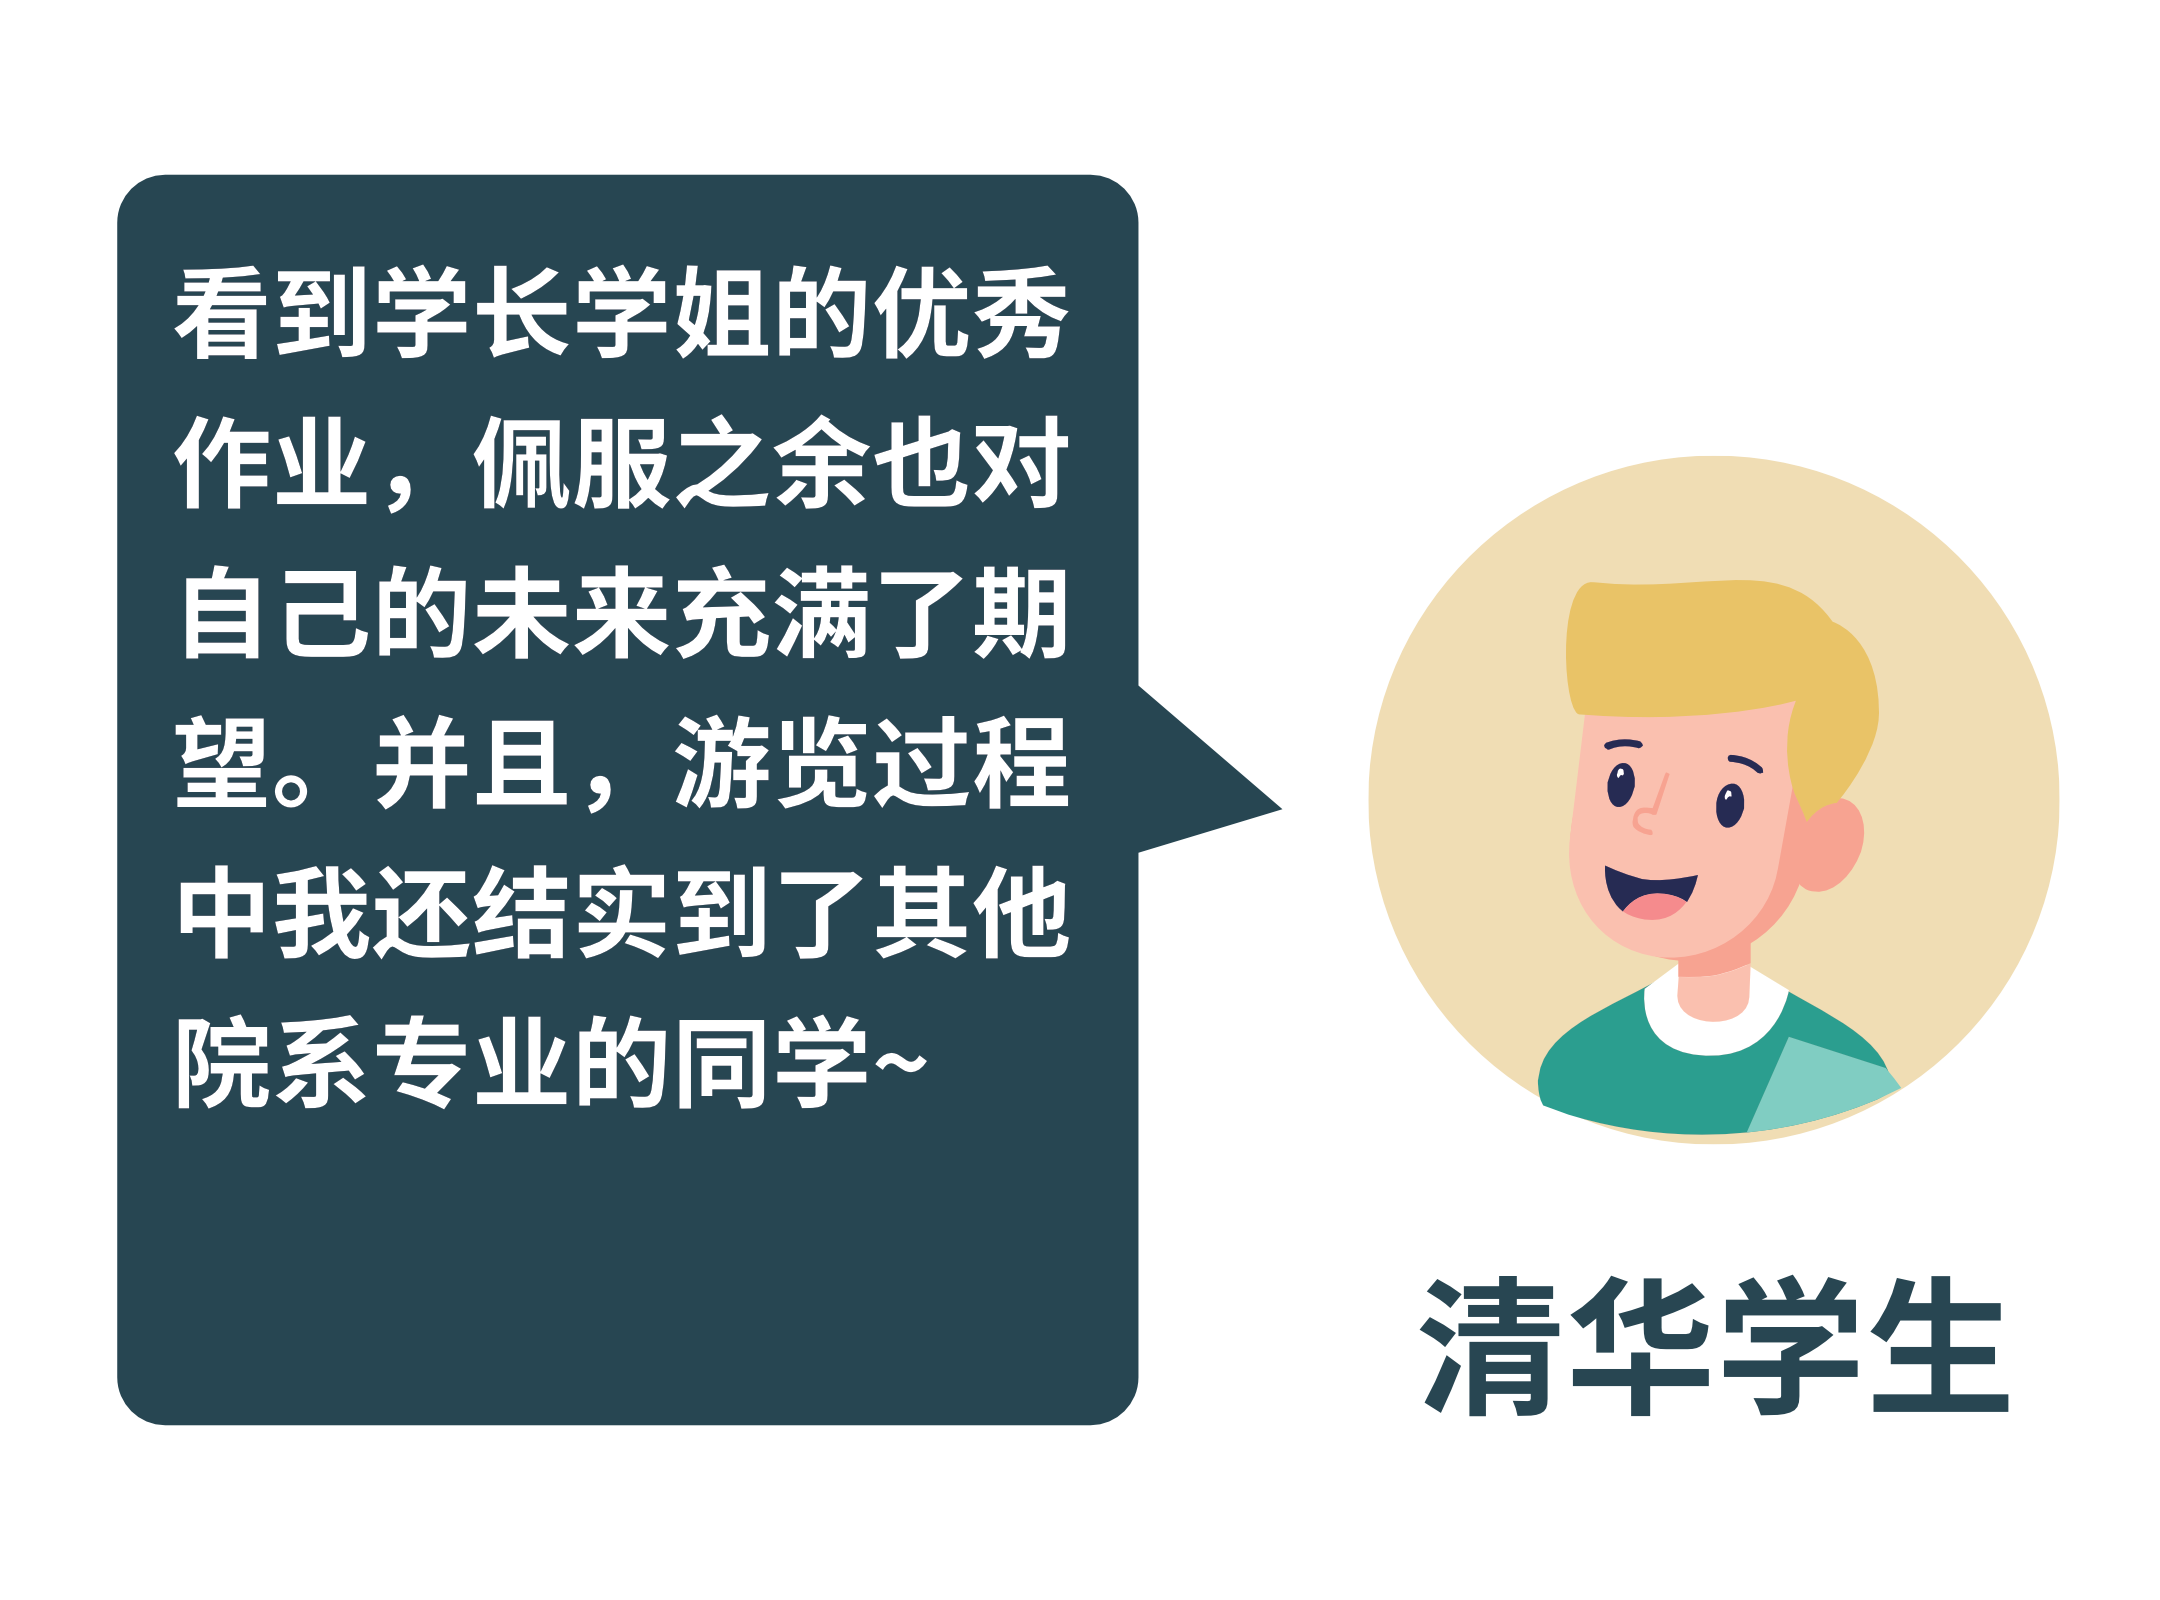 看到学长学姐的优秀
作业，佩服之余也对
自己的未来充满了期
望。 并且，游览过程
中我还结实到了其他
院系专业的同学~
清华学生